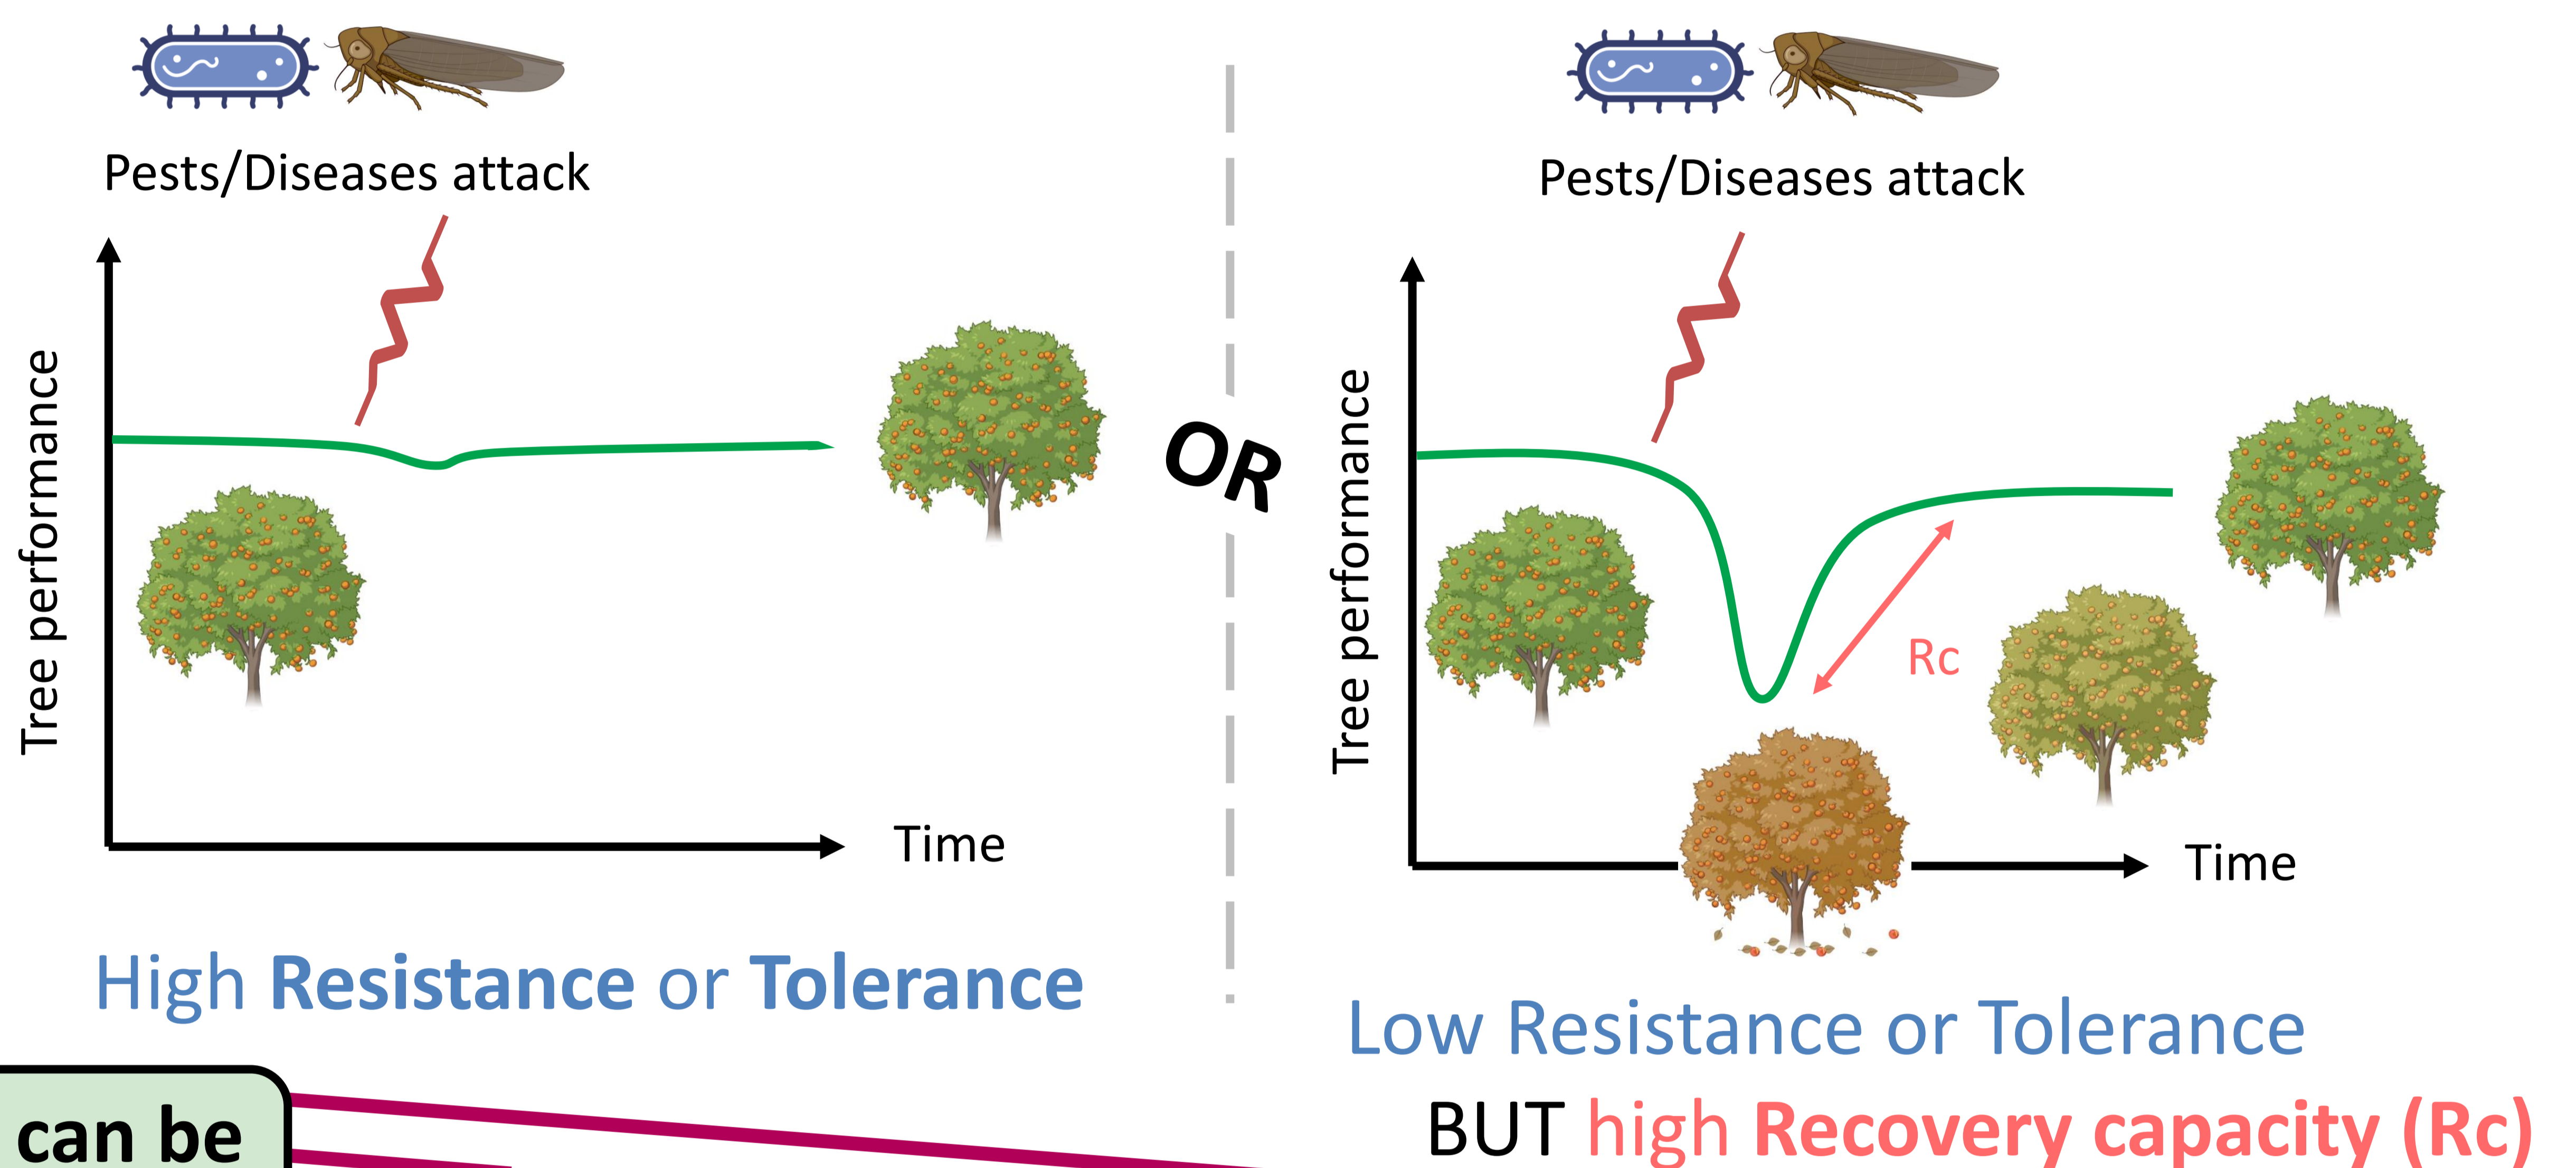 Pests/Diseases attack
Tree performance
Time
High Resistance or Tolerance
OR
Pests/Diseases attack
Tree performance
Rc
Time
Low Resistance or Tolerance
BUT high Recovery capacity (Rc)
can be